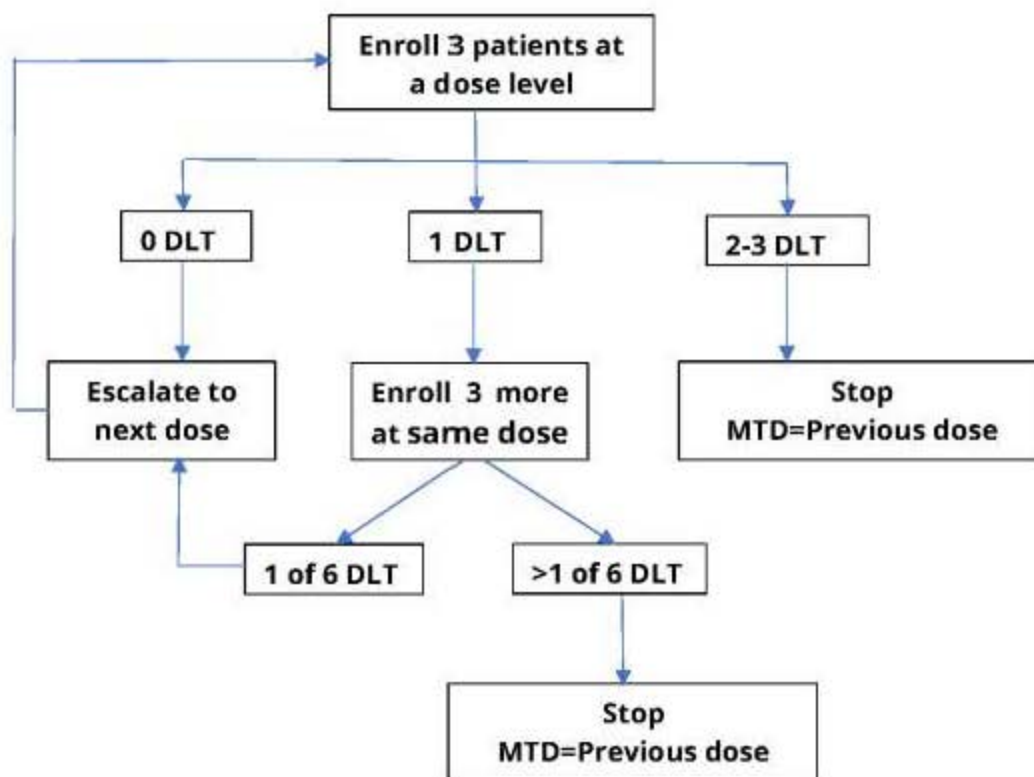 Enroll 3 patients at
a dose level
0 DLT
1 DLT
2-3 DLT
Escalate to
next dose
Enroll 3 more
at same dose
Stop
MTD=Previous dose
1 of 6 DLT
>1 of 6 DLT
Stop
MTD=Previous dose